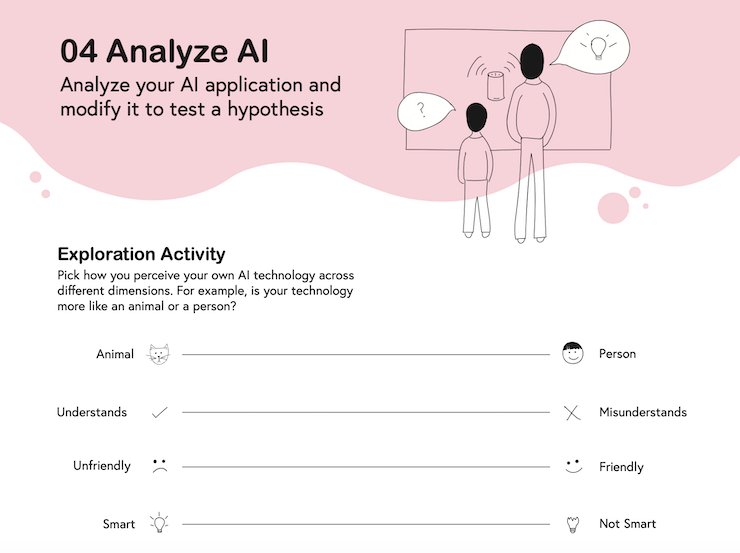 04 Analyze AI
Analyze your AI application and
modify it to test a hypothesis
?
Exploration Activity
Pick how you perceive your own AI technology across
different dimensions. For example, is your technology
more like an animal or a person?
Animal Person
Understands Misunderstands
Unfriendly Friendly
Smart Not Smart